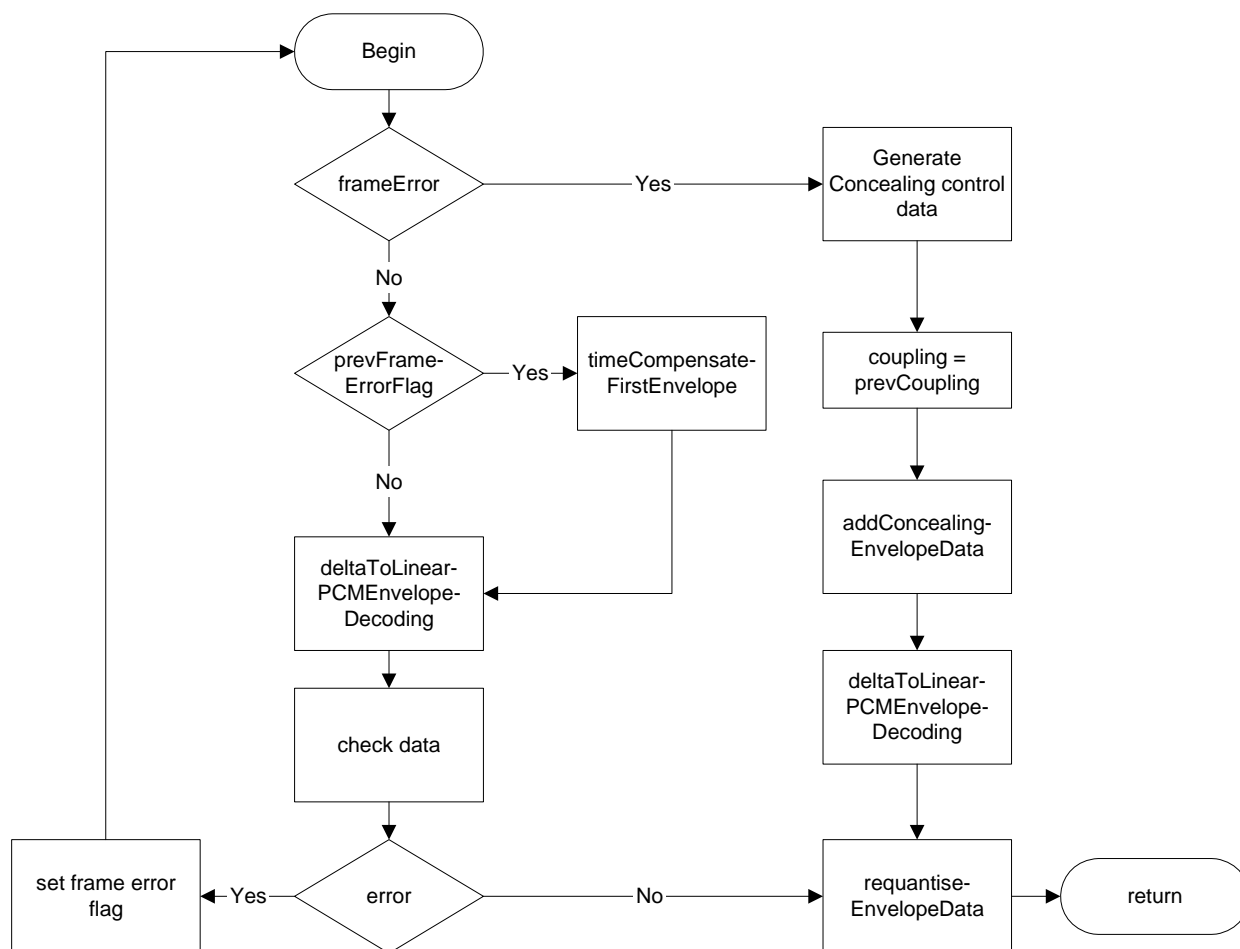 Begin
frameError
Yes
Generate
Concealing control
data
No
prevFrame-
ErrorFlag
Yes
timeCompensate-
FirstEnvelope
coupling =
prevCoupling
No
addConcealing-
EnvelopeData
deltaToLinear-
PCMEnvelope-
Decoding
deltaToLinear-
PCMEnvelope-
Decoding
check data
set frame error
flag
Yes
error
No
requantise-
EnvelopeData
return